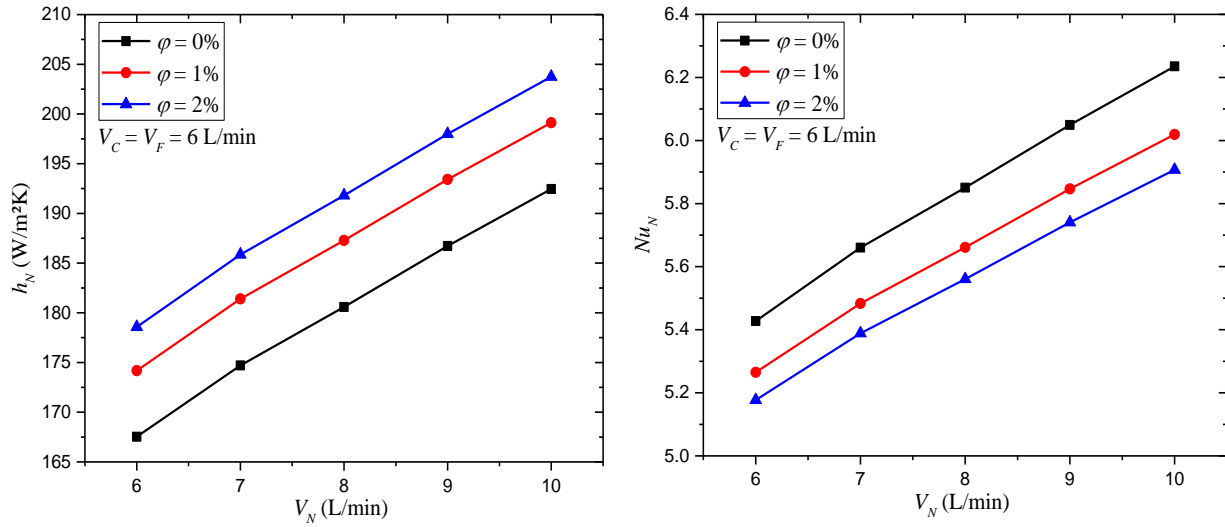 φ = 0%
φ = 1%
φ = 2%
V_C = V_F = 6 L/min
210
205
200
195
190
185
180
175
170
165
h_N (W/m²K)
6 7 8 9 10
V_N (L/min)
φ = 0%
φ = 1%
φ = 2%
V_C = V_F = 6 L/min
6.4
6.2
6.0
5.8
5.6
5.4
5.2
5.0
Nu_N
6 7 8 9 10
V_N (L/min)